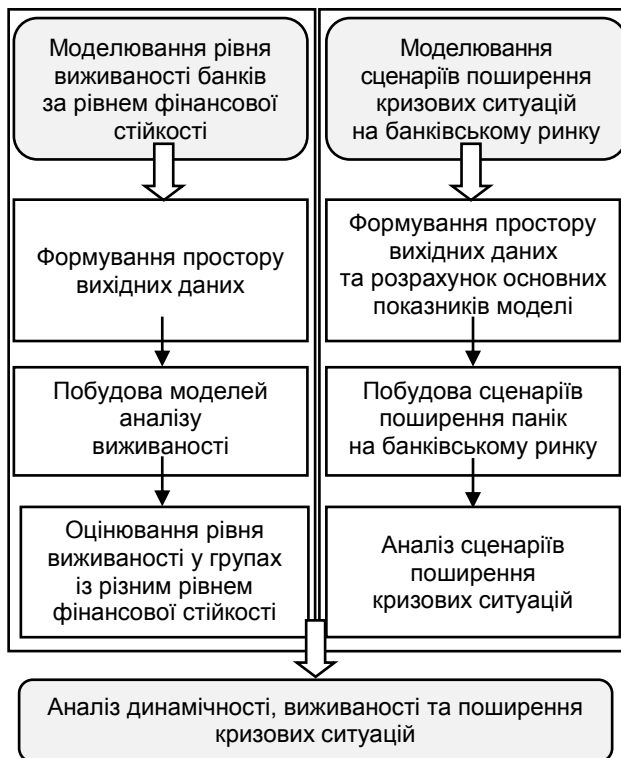 Моделювання рівня
виживаності банків
за рівнем фінансової
стійкості
Формування простору
вихідних даних
Побудова моделей
аналізу
виживаності
Оцінювання рівня
виживаності у групах
із різним рівнем
фінансової стійкості
Моделювання
сценаріїв поширення
кризових ситуацій
на банківському ринку
Формування простору
вихідних даних
та розрахунок основних
показників моделі
Побудова сценаріїв
поширення панік
на банківському ринку
Аналіз сценаріїв
поширення
кризових ситуацій
Аналіз динамічності, виживаності та поширення
кризових ситуацій